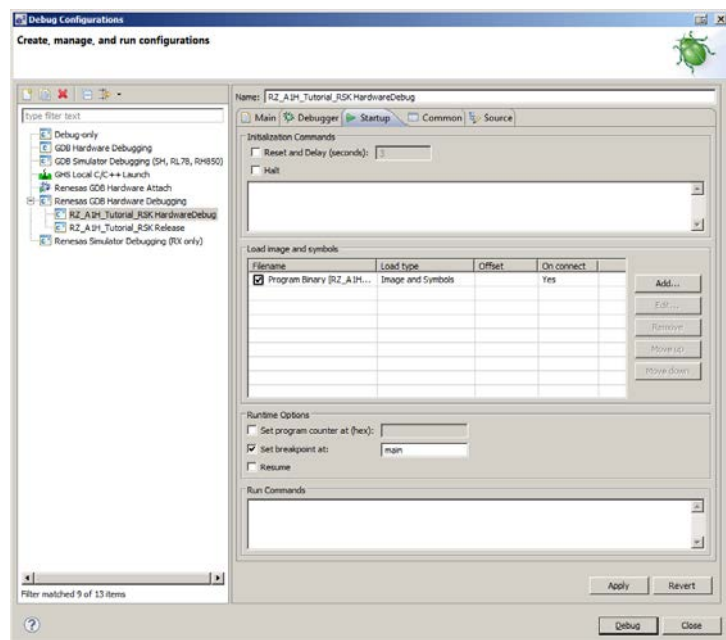 Debug Configurations
Create, manage, and run configurations
type filter text
Debug-only
GDB Hardware Debugging
GDB Simulator Debugging (SH, RL78, RH850)
GHS Local C/C++ Launch
Renesas GDB Hardware Attach
Renesas GDB Hardware Debugging
RZ_A1H_Tutorial_RSK HardwareDebug
RZ_A1H_Tutorial_RSK Release
Renesas Simulator Debugging (RX only)
Filter matched 9 of 13 items
Name: RZ_A1H_Tutorial_RSK HardwareDebug
Main Debugger Startup Common Source
Initialization Commands
Reset and Delay (seconds): 3
Halt
Load image and symbols
Filename Load type Offset On connect
Program Binary [RZ_A1H... Image and Symbols Yes
Add...
Edit...
Remove
Move up
Move down
Runtime Options
Set program counter at (hex):
Set breakpoint at: main
Resume
Run Commands
Apply Revert
? Debug Close